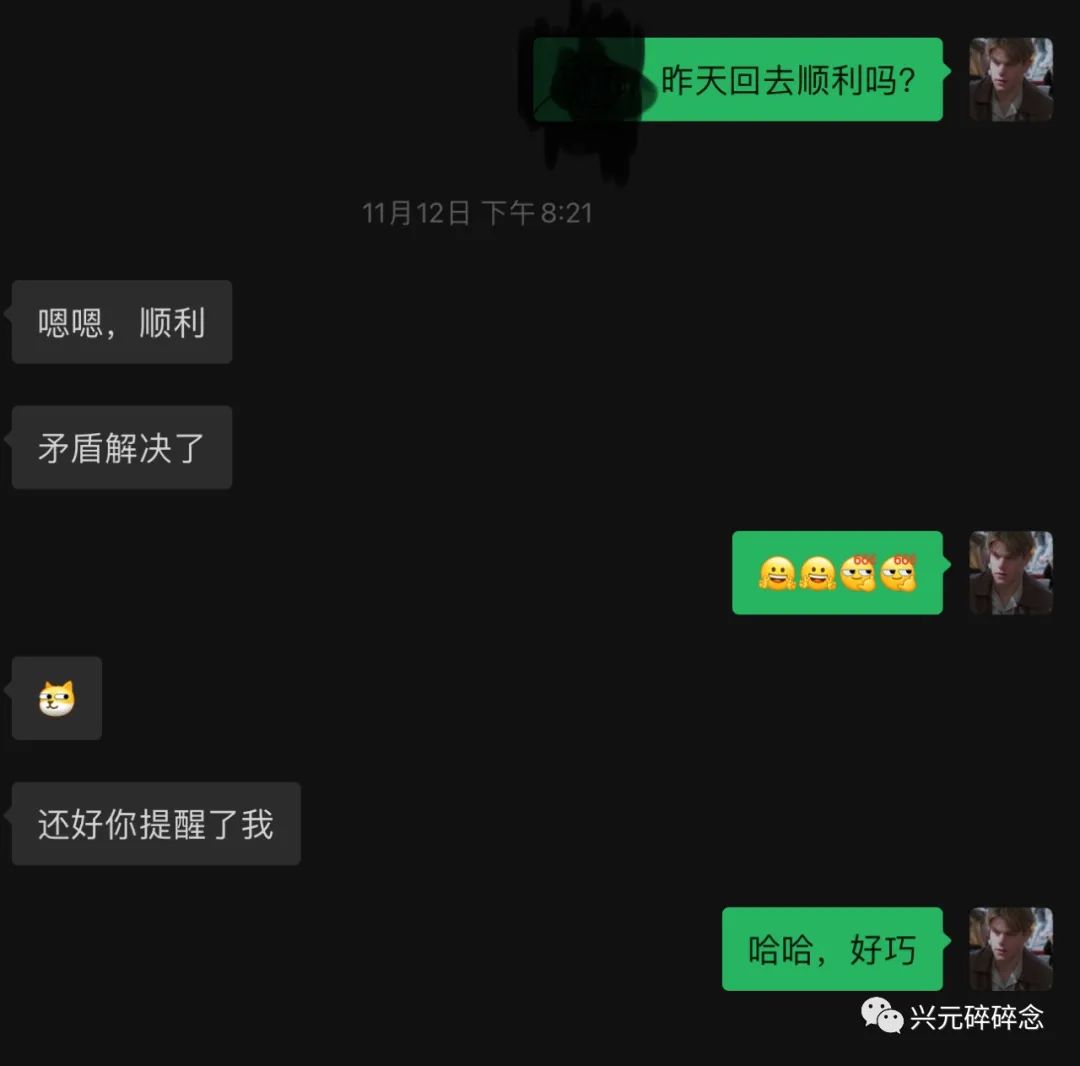 昨天回去顺利吗?
11月12日 下午 8:21
嗯嗯，顺利
矛盾解决了
666 666
还好你提醒了我
哈哈，好巧
兴元碎碎念